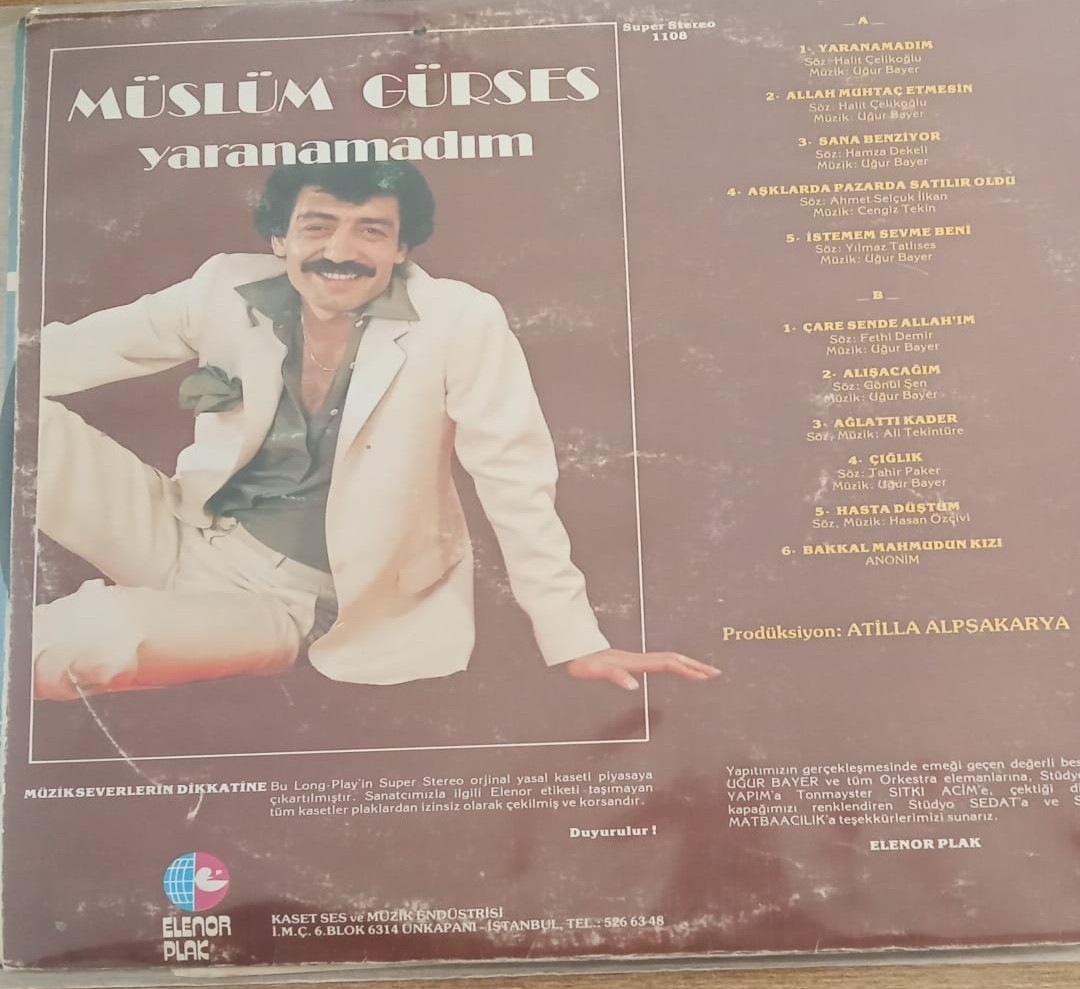 MÜSLÜM GÜRSES
yaranamadım
Super Stereo
1108
_A_
1- YARANAMADIM
Söz: Halit Çelikoğlu
Müzik: Uğur Bayer
2- ALLAH MUHTAÇ ETMESİN
Söz: Halit Çelikoğlu
Müzik: Uğur Bayer
3- SANA BENZİYOR
Söz: Hamza Dekeli
Müzik: Uğur Bayer
4- AŞKLARDA PAZARDA SATILIR OLDU
Söz: Ahmet Selçuk İlkan
Müzik: Cengiz Tekin
5- İSTEMEM SEVME BENİ
Söz: Yılmaz Tatlıses
Müzik: Uğur Bayer
_B_
1- ÇARE SENDE ALLAH'IM
Söz: Fethi Demir
Müzik: Uğur Bayer
2- ALIŞACAĞIM
Söz: Gönül Şen
Müzik: Uğur Bayer
3- AĞLATTI KADER
Söz, Müzik: Ali Tekintüre
4- ÇIĞLIK
Söz: Tahir Paker
Müzik: Uğur Bayer
5- HASTA DÜŞTÜM
Söz, Müzik: Hasan Özçivi
6- BAKKAL MAHMUDUN KIZI
ANONİM
Prodüksiyon: ATİLLA ALPŞAKARYA
MÜZİKSEVERLERİN DİKKATİNE Bu Long-Play'in Super Stereo orjinal yasal kaseti piyasaya
çıkartılmıştır. Sanatcımızla ilgili Elenor etiketi taşımayan
tüm kasetler plaklardan izinsiz olarak çekilmiş ve korsandır.
Duyurulur !
Yapıtımızın gerçekleşmesinde emeği geçen değerli bes
UĞUR BAYER ve tüm Orkestra elemanlarına, Stüdy
YAPIM'a Tonmayster SITKI ACİM'e, çektiği di
kapağımızı renklendiren Stüdyo SEDAT'a ve S
MATBAACILIK'a teşekkürlerimizi sunarız.
ELENOR PLAK
ELENOR
PLAK
KASET SES ve MÜZİK ENDÜSTRİSİ
İ.M.Ç. 6.BLOK 6314 UNKAPANI - İSTANBUL, TEL.: 526 63 48